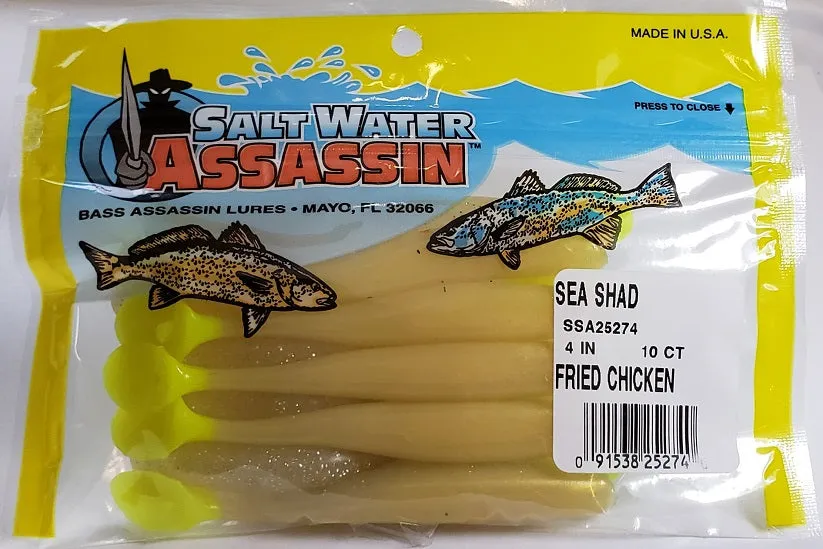 MADE IN U.S.A.
PRESS TO CLOSE
SALT WATER
ASSASSIN™
BASS ASSASSIN LURES • MAYO, FL 32066
SEA SHAD
SSA25274
4 IN 10 CT
FRIED CHICKEN
0 91538 25274